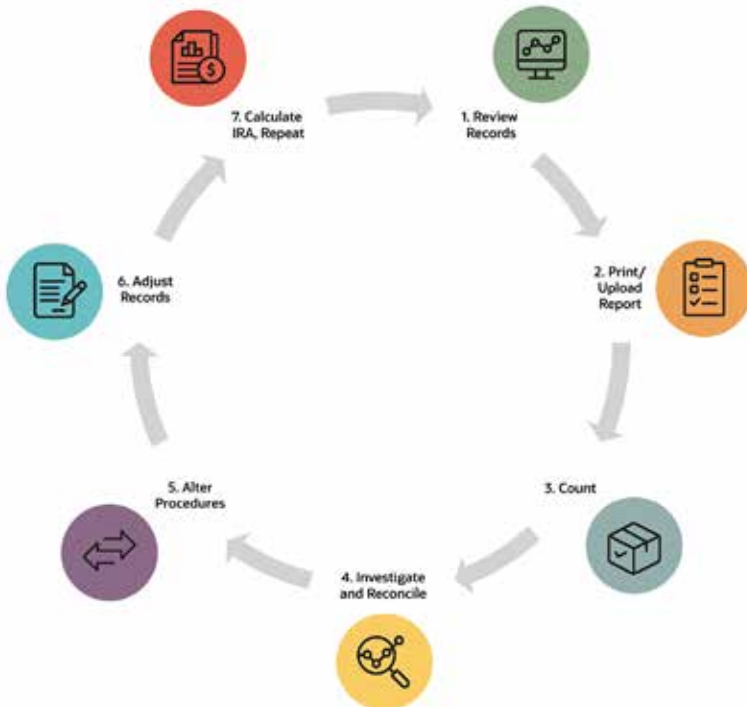 1. Review
Records
2. Print/
Upload
Report
3. Count
4. Investigate
and Reconcile
5. Alter
Procedures
6. Adjust
Records
7. Calculate
IRA, Repeat
$